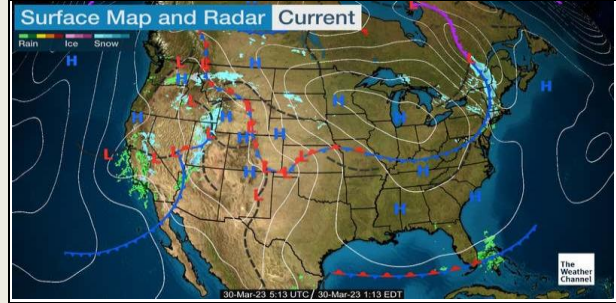 Surface Map and Radar Current
Rain Ice Snow
L
L
L L
H H L
H H
L H L
H H H
L H H
L L L L L L
H L L H
L H
H
L
The
Weather
Channel
30-Mar-23 5:13 UTC / 30-Mar-23 1:13 EDT